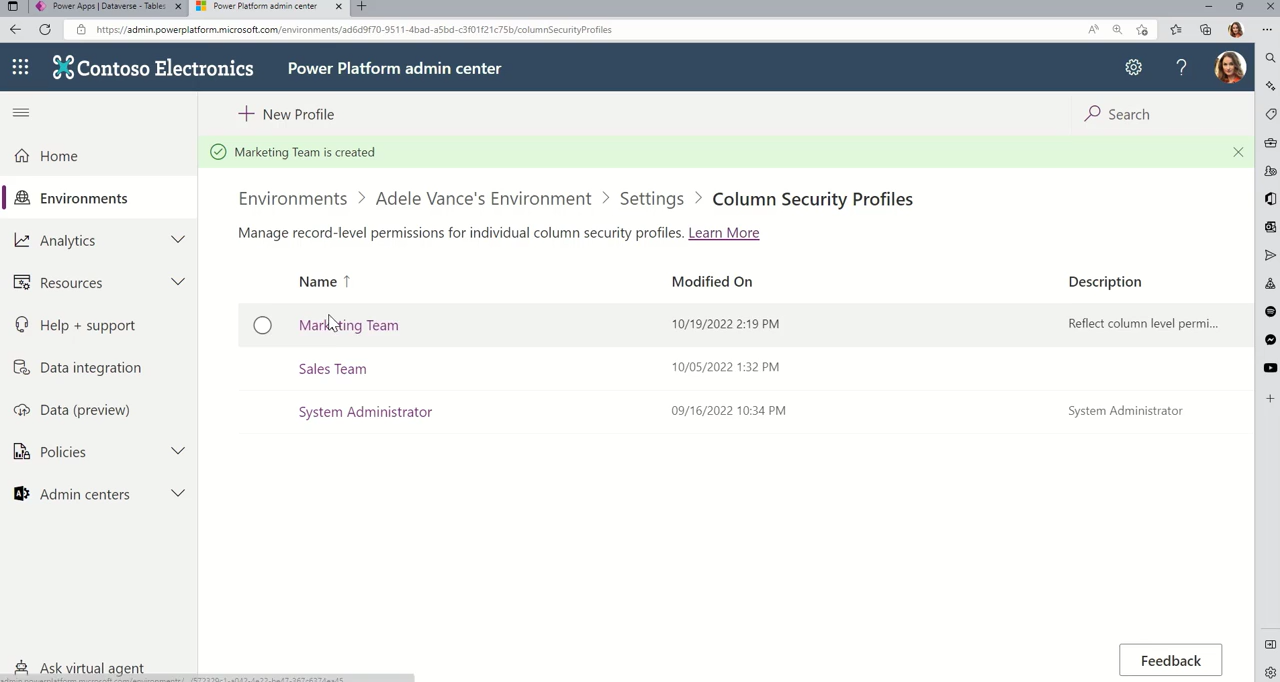 Power Apps | Dataverse - Tables
Power Platform admin center
https://admin.powerplatform.microsoft.com/environments/ad6d9f70-9511-4bad-a5bd-c3f01f21c75b/columnSecurityProfiles
Contoso Electronics
Power Platform admin center
New Profile
Search
Marketing Team is created
Home
Environments
Analytics
Resources
Help + support
Data integration
Data (preview)
Policies
Admin centers
Ask virtual agent
Environments > Adele Vance's Environment > Settings > Column Security Profiles
Manage record-level permissions for individual column security profiles. Learn More
Name ↑ Modified On Description
Marketing Team 10/19/2022 2:19 PM Reflect column level permi...
Sales Team 10/05/2022 1:32 PM
System Administrator 09/16/2022 10:34 PM System Administrator
Feedback